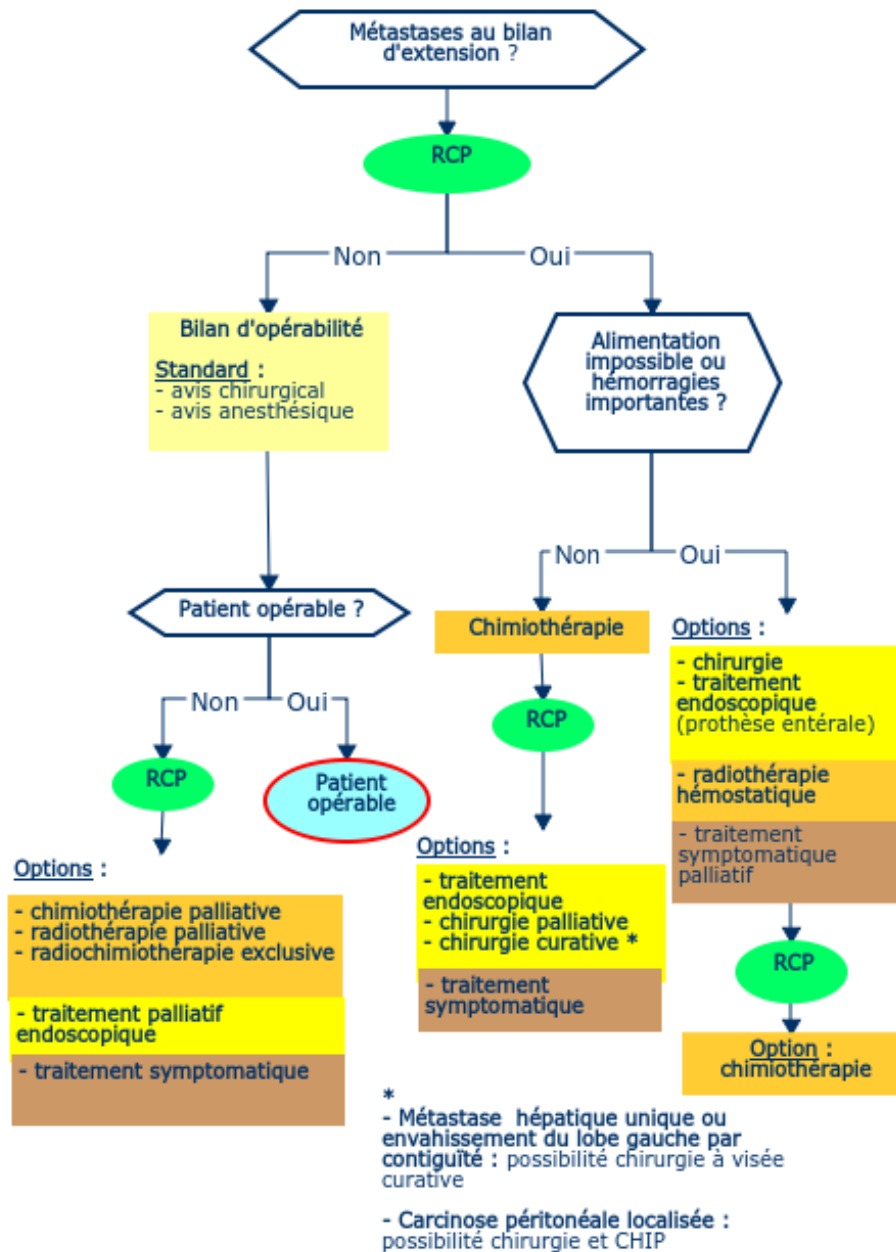 Métastases au bilan
d'extension ?
RCP
Non
Oui
Bilan d'opérabilité
Standard :
- avis chirurgical
- avis anesthésique
Alimentation
impossible ou
hémorragies
importantes ?
Patient opérable ?
Non
Oui
RCP
Patient
opérable
Options :
- chimiothérapie palliative
- radiothérapie palliative
- radiochimiothérapie exclusive
- traitement palliatif
endoscopique
- traitement symptomatique
Non
Oui
Chimiothérapie
RCP
Options :
- traitement
endoscopique
- chirurgie palliative
- chirurgie curative *
- traitement
symptomatique
Options :
- chirurgie
- traitement
endoscopique
(prothèse entérale)
- radiothérapie
hémostatique
- traitement
symptomatique
palliatif
RCP
Option :
chimiothérapie
*
- Métastase hépatique unique ou
envahissement du lobe gauche par
contiguïté : possibilité chirurgie à visée
curative
- Carcinose péritonéale localisée :
possibilité chirurgie et CHIP